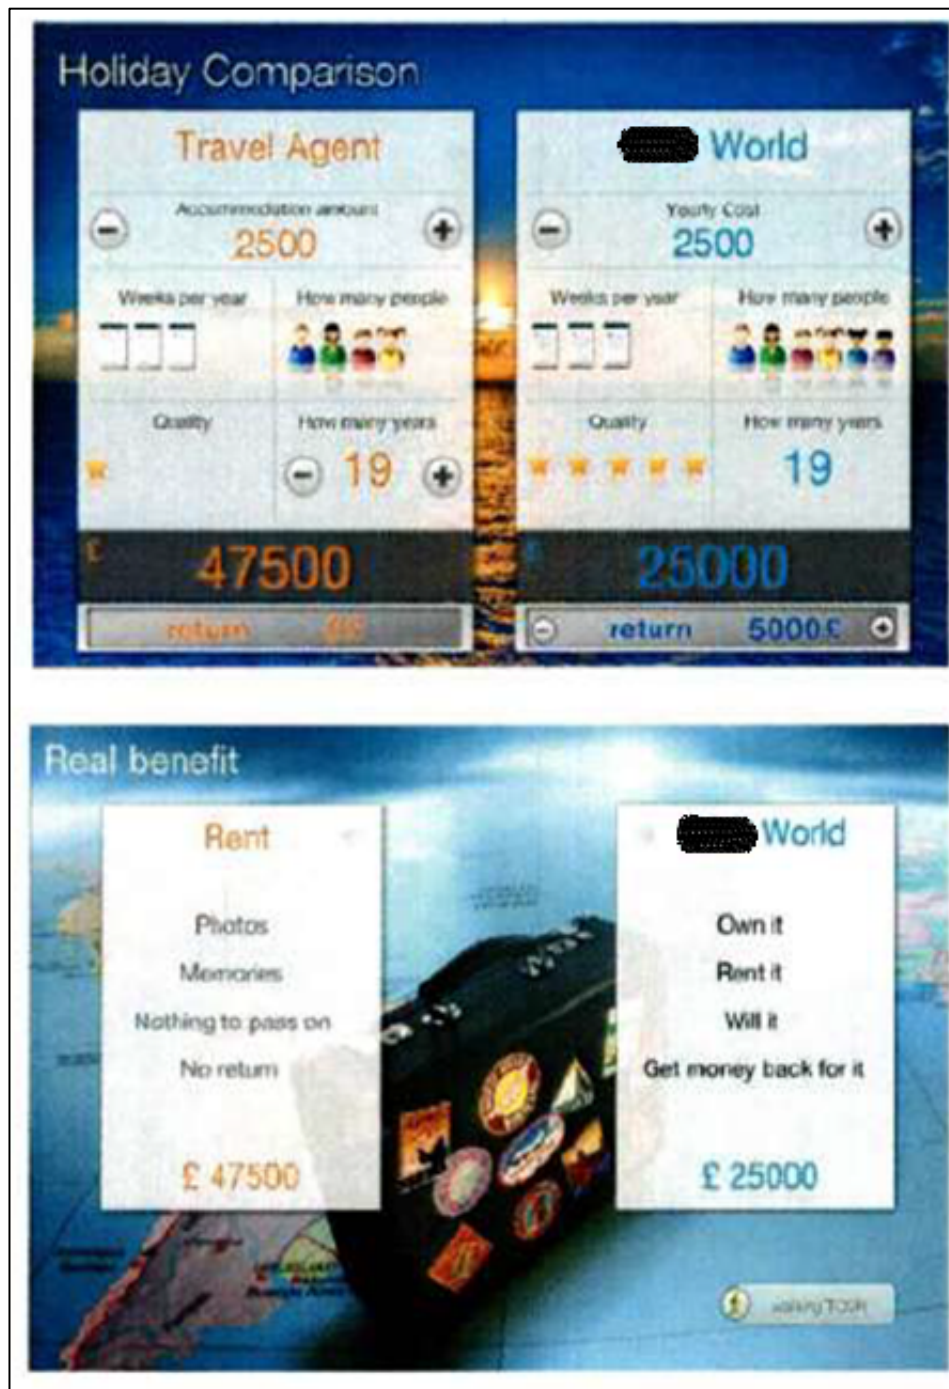 Holiday Comparison
Travel Agent
Accommodation amount
2500
Weeks per year
How many people
Quality
How many years
19
£
47500
return
World
Yearly Cost
2500
Weeks per year
How many people
Quality
How many years
19
£
25000
return 5000£
Real benefit
Rent
Photos
Memories
Nothing to pass on
No return
£ 47500
World
Own it
Rent it
Will it
Get money back for it
£ 25000
walking TOUR